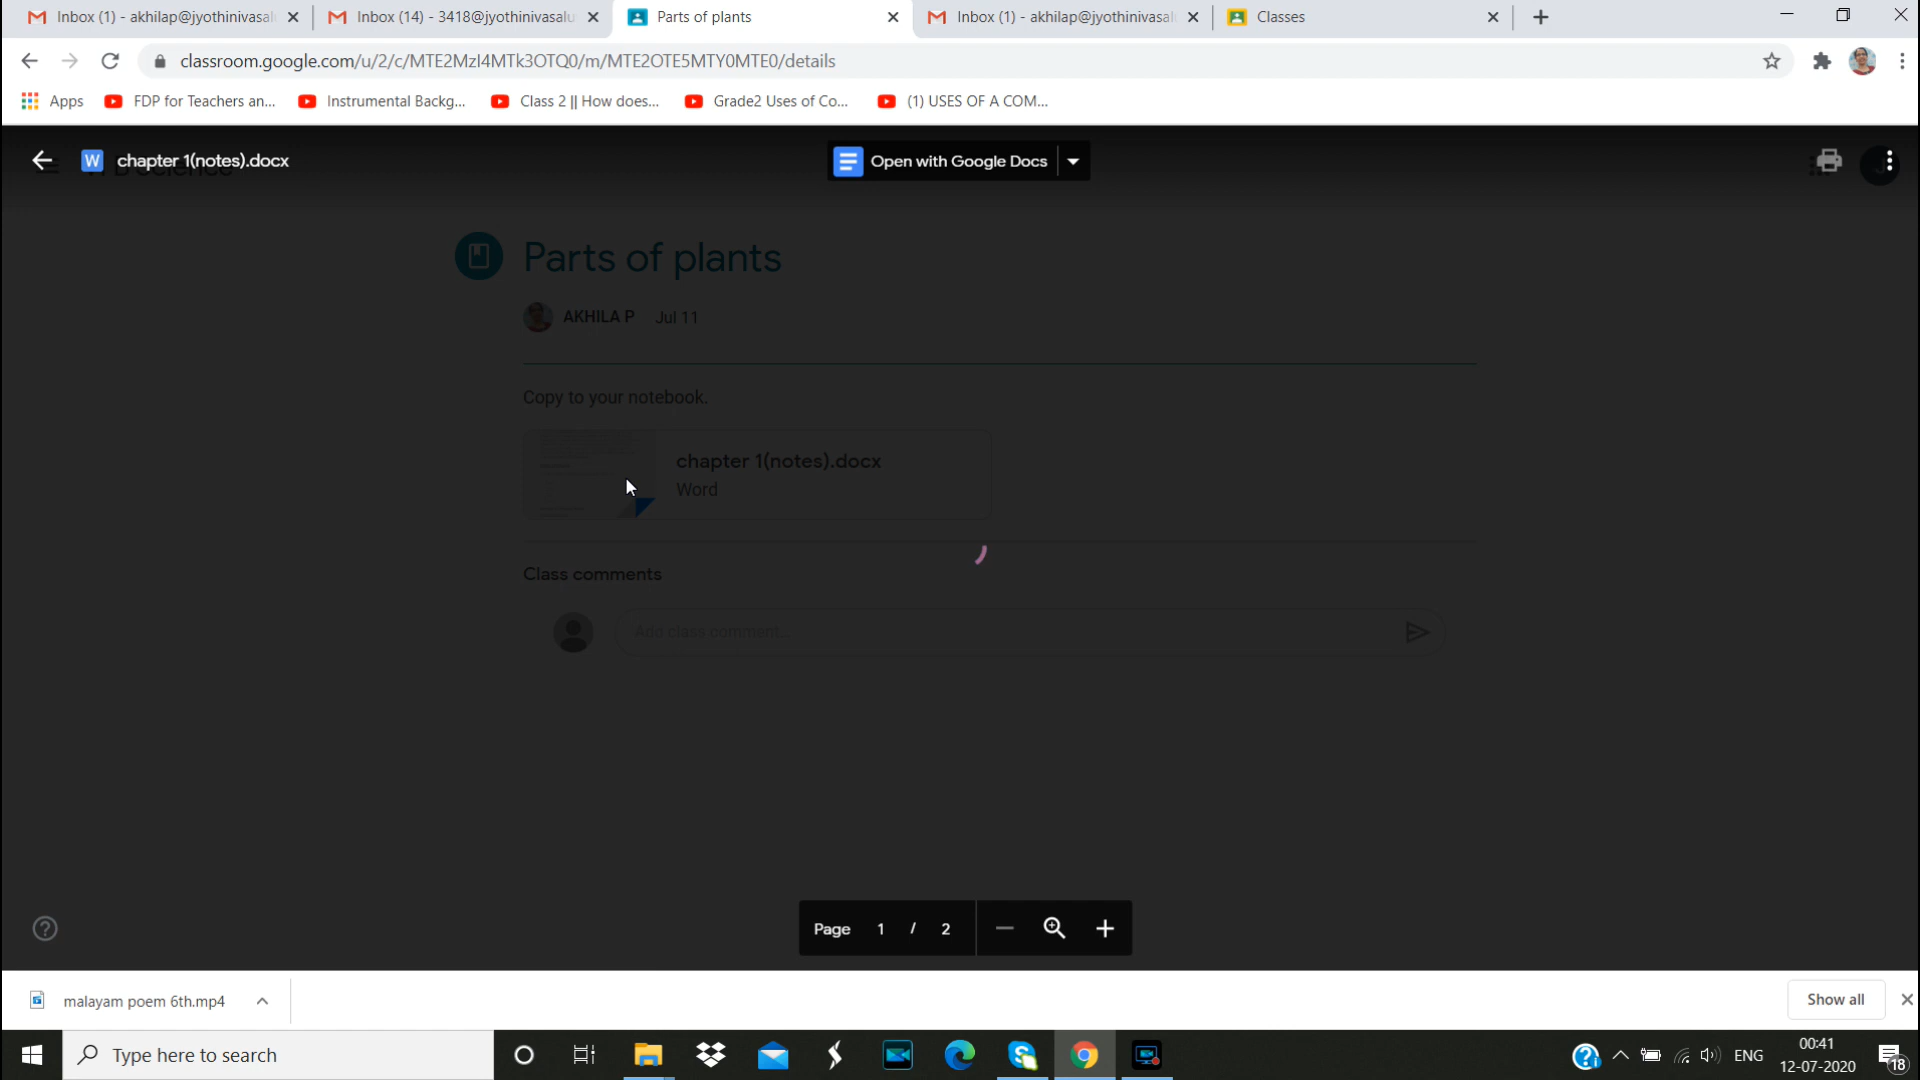 Inbox (1) - akhilap@jyothinivasal
Inbox (14) - 3418@jyothinivasalu
Parts of plants
Inbox (1) - akhilap@jyothinivasal
Classes
classroom.google.com/u/2/c/MTE2MzI4MTk3OTQ0/m/MTE2OTE5MTY0MTE0/details
Apps
FDP for Teachers an...
Instrumental Backg...
Class 2 || How does...
Grade2 Uses of Co...
(1) USES OF A COM...
W
chapter 1(notes).docx
Open with Google Docs
Science
Parts of plants
AKHILA P Jul 11
Copy to your notebook.
chapter 1(notes).docx
Word
Class comments
Add class comment...
Page 1 / 2
malayam poem 6th.mp4
Show all
Type here to search
ENG
00:41
12-07-2020
18